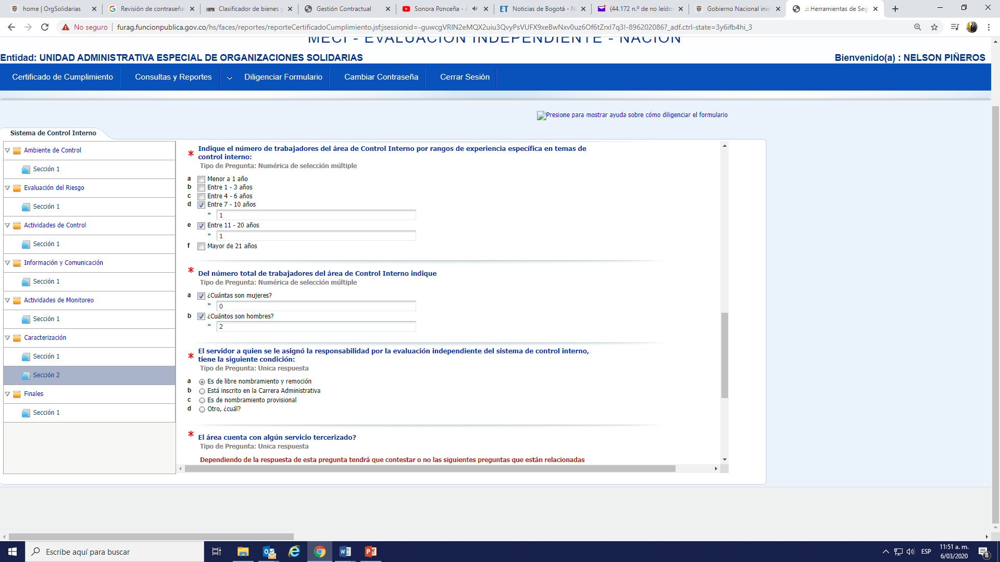 home | OrgSolidarias
Revisión de contraseña
Clasificador de bienes y
Gestión Contractual
Sonora Ponceña - A
ET Noticias de Bogotá - N
(44.172 n.º de no leído
Gobierno Nacional inic
.:: Herramientas de Seg
No seguro | furag.funcionpublica.gov.co/hs/faces/reportes/reporteCertificadoCumplimiento.jsf;jsessionid=-guwcgVRlN2eMQX2uiu3QvyPsVUFX9xeBwNxv0uz6Of6tZrxl7q3!-896202086?_adf.ctrl-state=3y6ifb4hi_3
MECI - EVALUACIÓN INDEPENDIENTE - NACIÓN
Entidad: UNIDAD ADMINISTRATIVA ESPECIAL DE ORGANIZACIONES SOLIDARIAS
Bienvenido(a) : NELSON PIÑEROS
Certificado de Cumplimiento
Consultas y Reportes
Diligenciar Formulario
Cambiar Contraseña
Cerrar Sesión
Presione para mostrar ayuda sobre cómo diligenciar el formulario
Sistema de Control Interno
Ambiente de Control
Sección 1
Evaluación del Riesgo
Sección 1
Actividades de Control
Sección 1
Información y Comunicación
Sección 1
Actividades de Monitoreo
Sección 1
Caracterización
Sección 1
Sección 2
Finales
Sección 1
* Indique el número de trabajadores del área de Control Interno por rangos de experiencia específica en temas de
control interno:
Tipo de Pregunta: Numérica de selección múltiple
a Menor a 1 año
b Entre 1 - 3 años
c Entre 4 - 6 años
d Entre 7 - 10 años
* 1
e Entre 11 - 20 años
* 1
f Mayor de 21 años
* Del número total de trabajadores del área de Control Interno indique
Tipo de Pregunta: Numérica de selección múltiple
a ¿Cuántas son mujeres?
* 0
b ¿Cuántos son hombres?
* 2
* El servidor a quien se le asignó la responsabilidad por la evaluación independiente del sistema de control interno,
tiene la siguiente condición:
Tipo de Pregunta: Unica respuesta
a Es de libre nombramiento y remoción
b Está inscrito en la Carrera Administrativa
c Es de nombramiento provisional
d Otro, ¿cuál?
* El área cuenta con algún servicio tercerizado?
Tipo de Pregunta: Unica respuesta
Dependiendo de la respuesta de esta pregunta tendrá que contestar o no las siguientes preguntas que están relacionadas
Escribe aquí para buscar
ESP
11:51 a. m.
6/03/2020
8